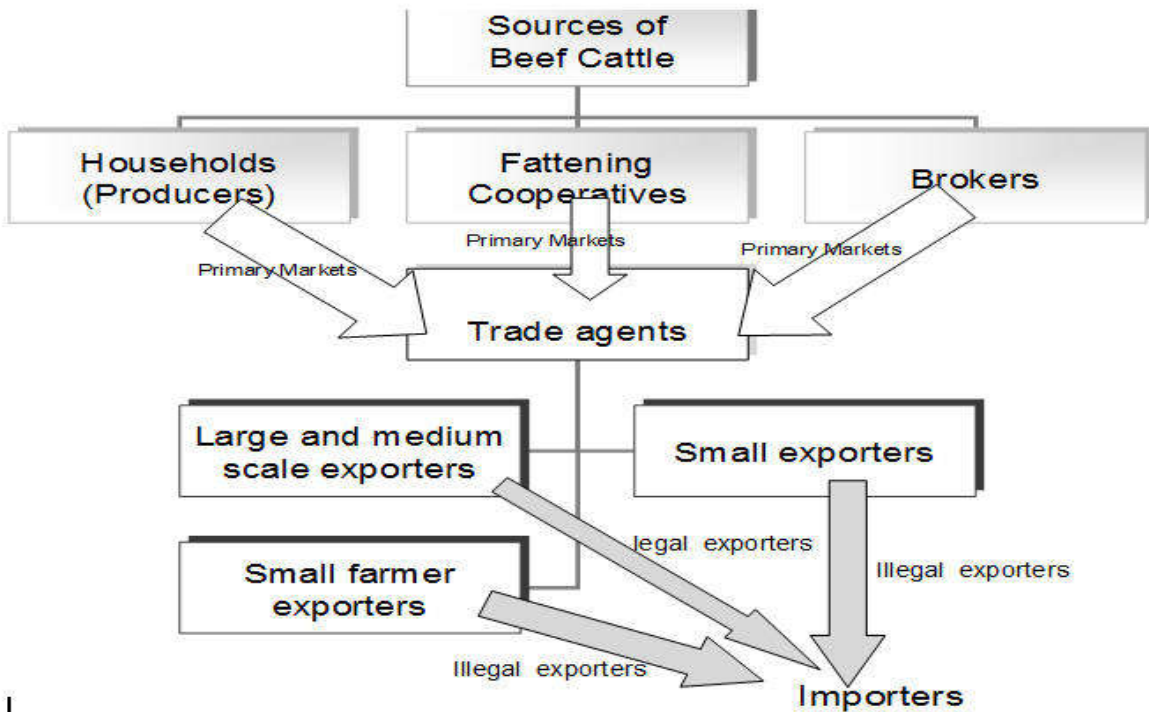 Sources of
Beef Cattle
Households
(Producers)
Fattening
Cooperatives
Brokers
Primary Markets
Primary Markets
Primary Markets
Trade agents
Large and medium
scale exporters
Small exporters
legal exporters
Illegal exporters
Small farmer
exporters
Illegal exporters
Importers